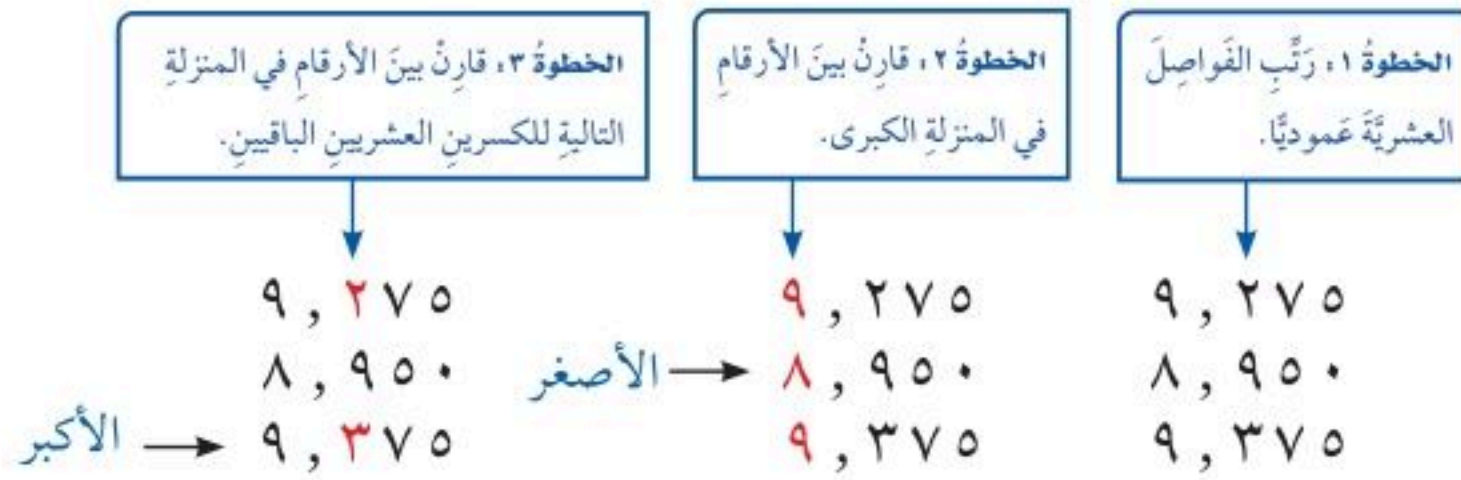 الخطوةُ ١، رَتِّبِ الفَواصِلَ
العشريَّةَ عَموديًّا.
٩,٢٧٥
٨,٩٥٠
٩,٣٧٥
الخطوةُ ٢، قارِنْ بينَ الأرقامِ
في المنزلةِ الكبرى.
٩,٢٧٥
الأصغر → ٨,٩٥٠
٩,٣٧٥
الخطوةُ ٣، قارِنْ بينَ الأرقامِ في المنزلةِ
التاليةِ للكسرينِ العشريينِ الباقيينِ.
٩,٢٧٥
٨,٩٥٠
الأكبر → ٩,٣٧٥